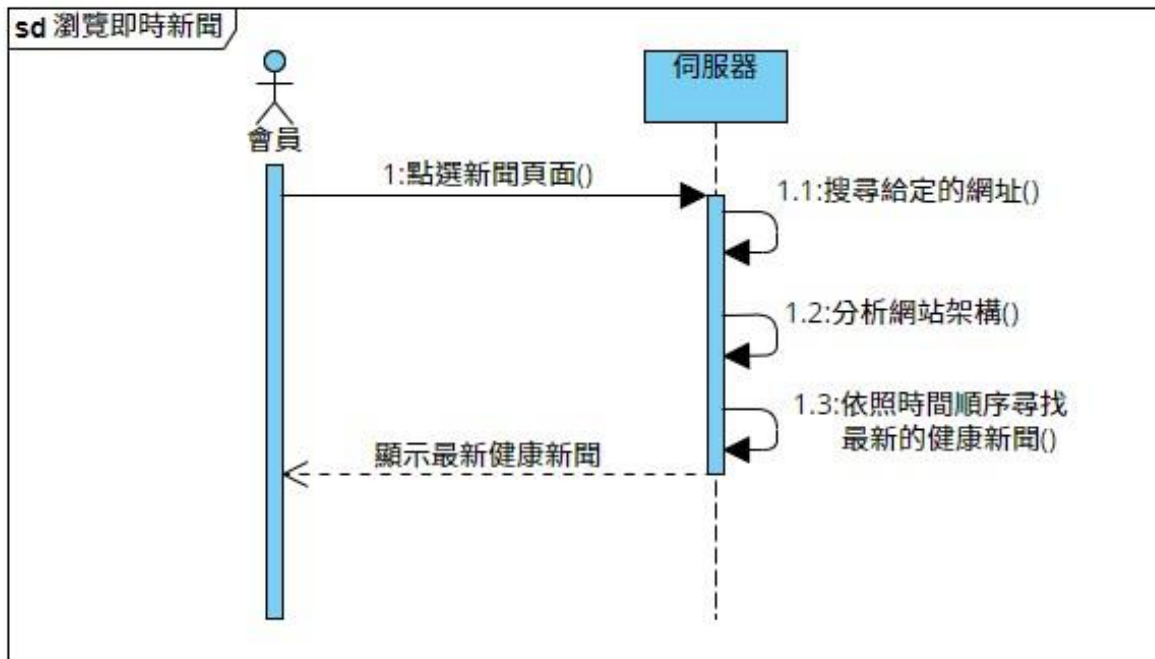 sd 瀏覽即時新聞
伺服器
會員
1:點選新聞頁面()
1.1:搜尋給定的網址()
1.2:分析網站架構()
1.3:依照時間順序尋找
最新的健康新聞()
顯示最新健康新聞